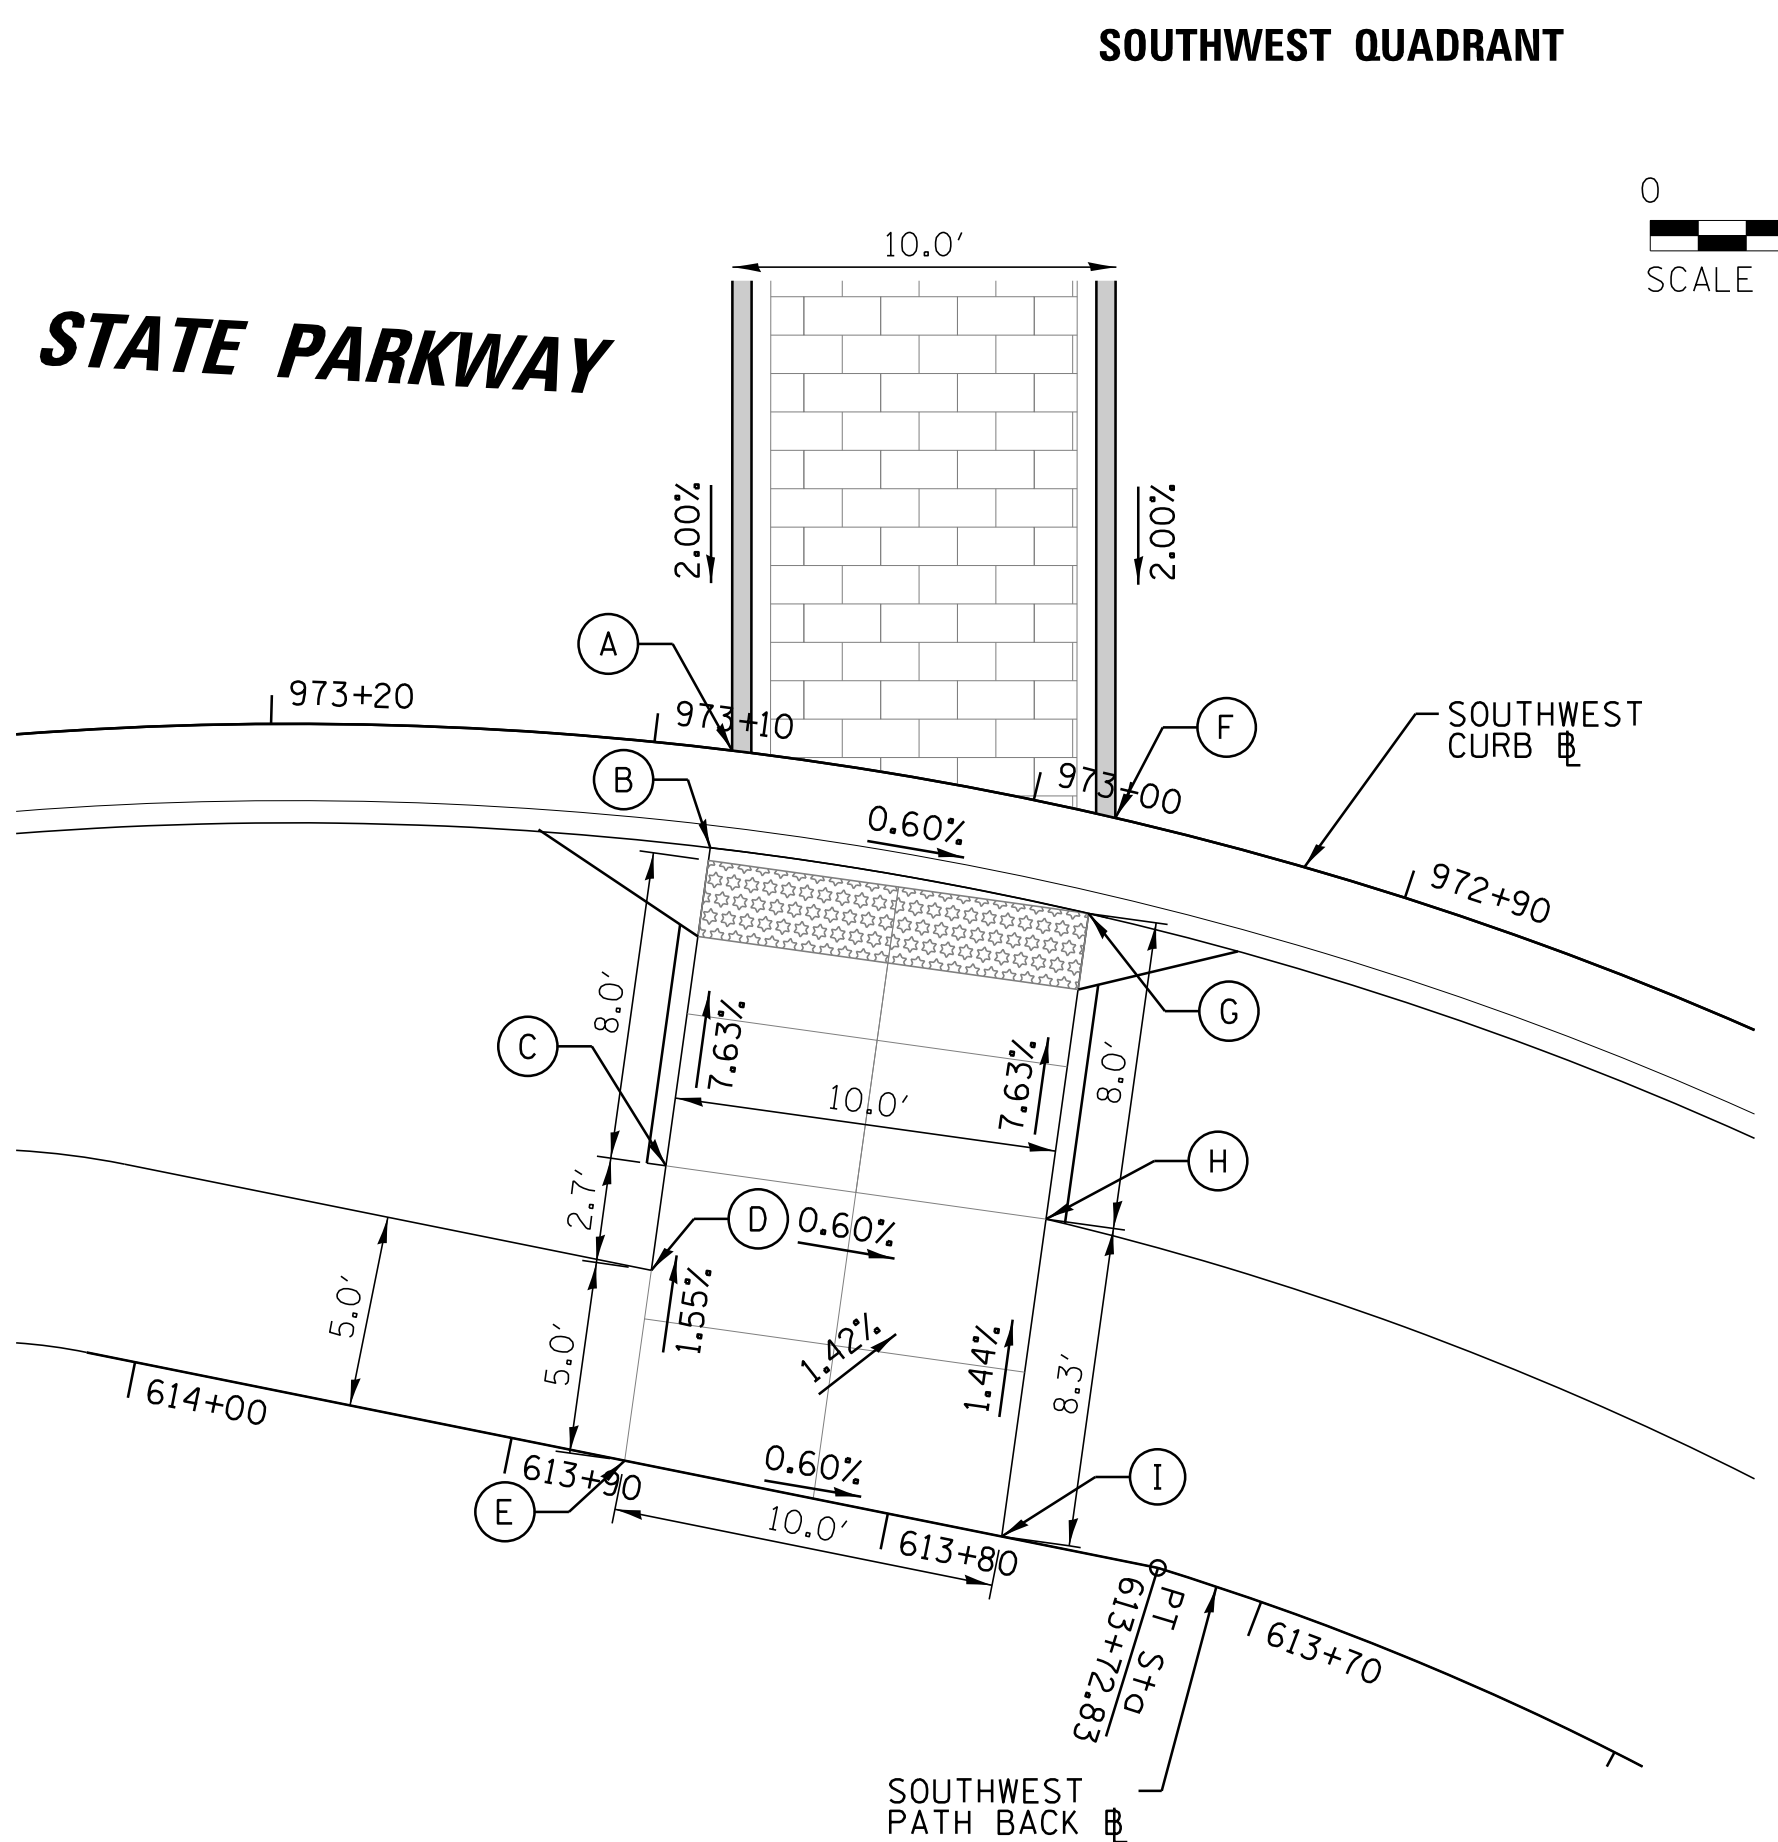 SOUTHWEST QUADRANT
0
SCALE
10.0'
STATE PARKWAY
2.00%
2.00%
A
973+20
973+10
F
SOUTHWEST
CURB ⅊
B
973+00
0.60%
972+90
8.0'
7.63%
G
C
7.63%
8.0'
10.0'
H
2.7'
D
0.60%
5.0'
1.55%
5.0'
1.42%
1.44%
8.3'
614+00
0.60%
613+90
I
E
10.0'
613+80
PT Sta
613+72.83
613+70
SOUTHWEST
PATH BACK ⅊